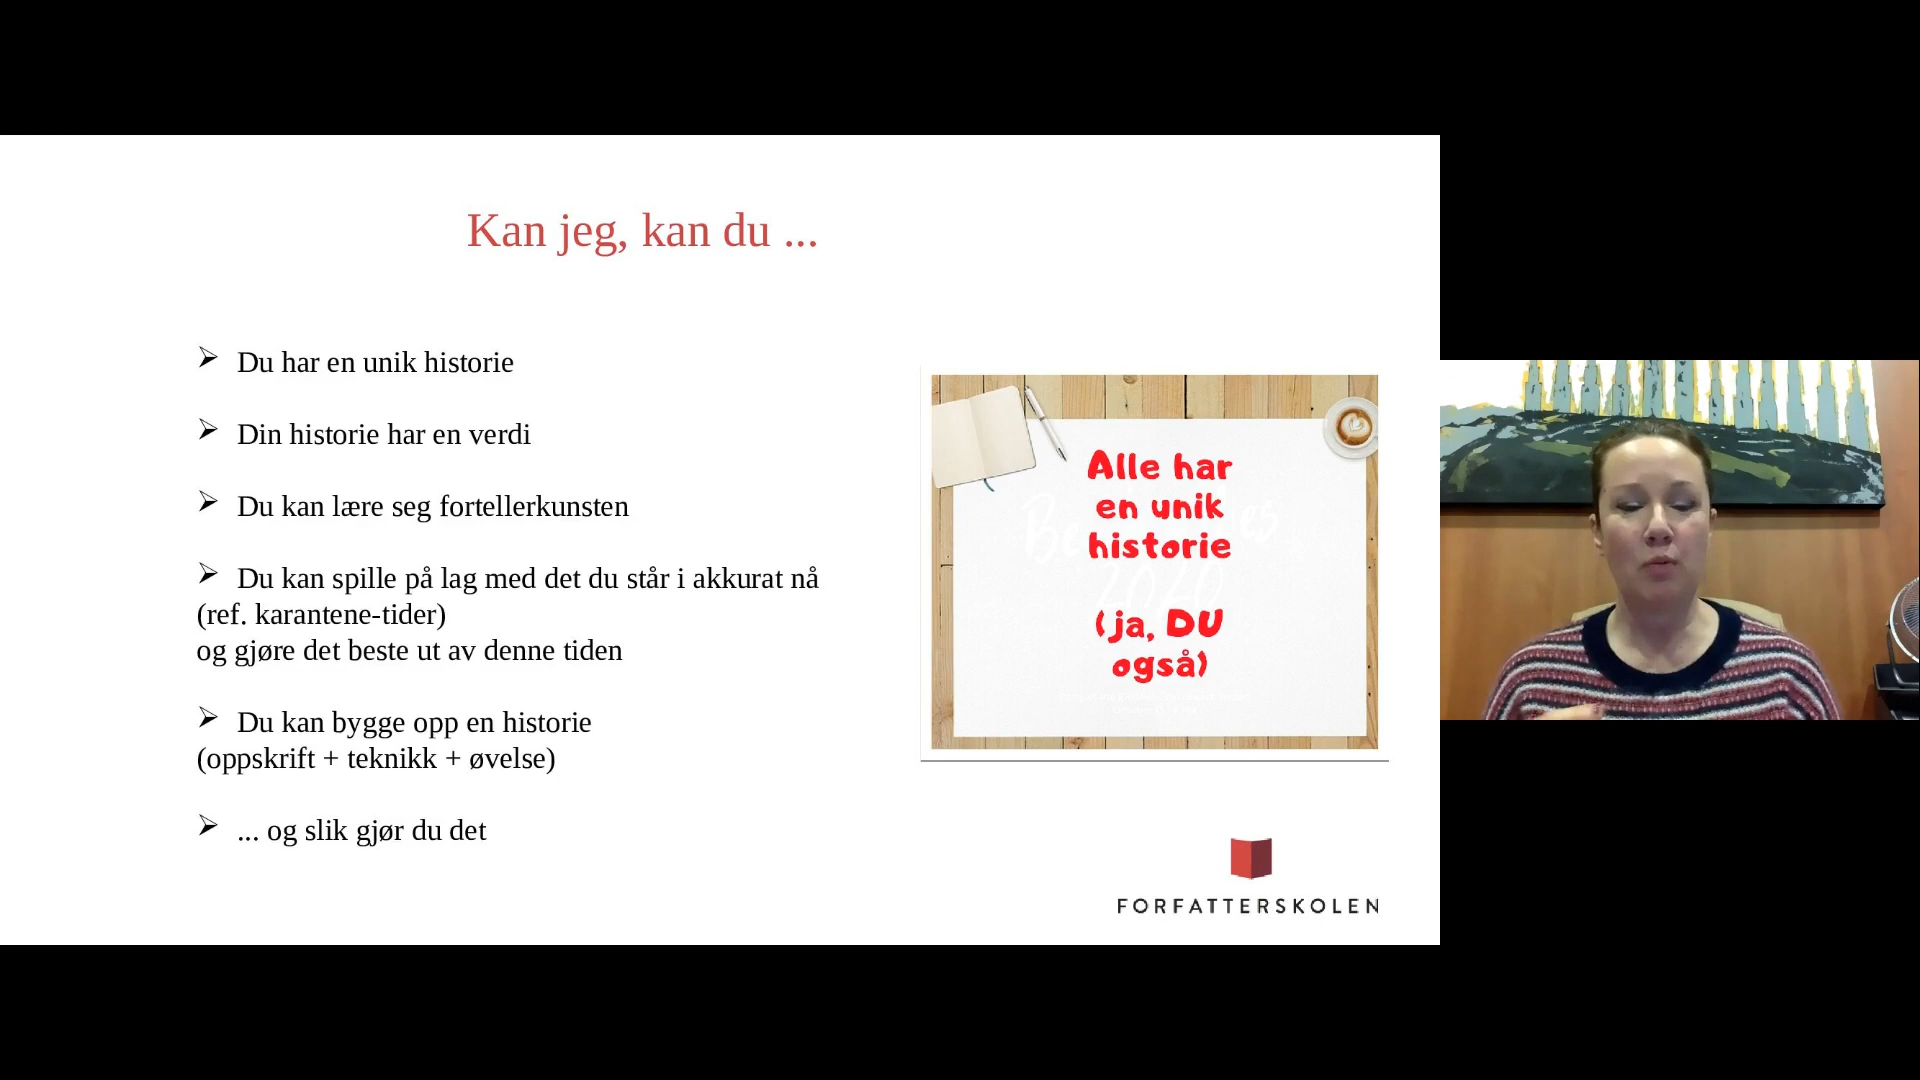 Kan jeg, kan du ...
➢ Du har en unik historie
➢ Din historie har en verdi
➢ Du kan lære seg fortellerkunsten
➢ Du kan spille på lag med det du står i akkurat nå
(ref. karantene-tider)
og gjøre det beste ut av denne tiden
➢ Du kan bygge opp en historie
(oppskrift + teknikk + øvelse)
➢ ... og slik gjør du det
Alle har
en unik
historie
2020
(ja, DU
også)
FORFATTERSKOLEN